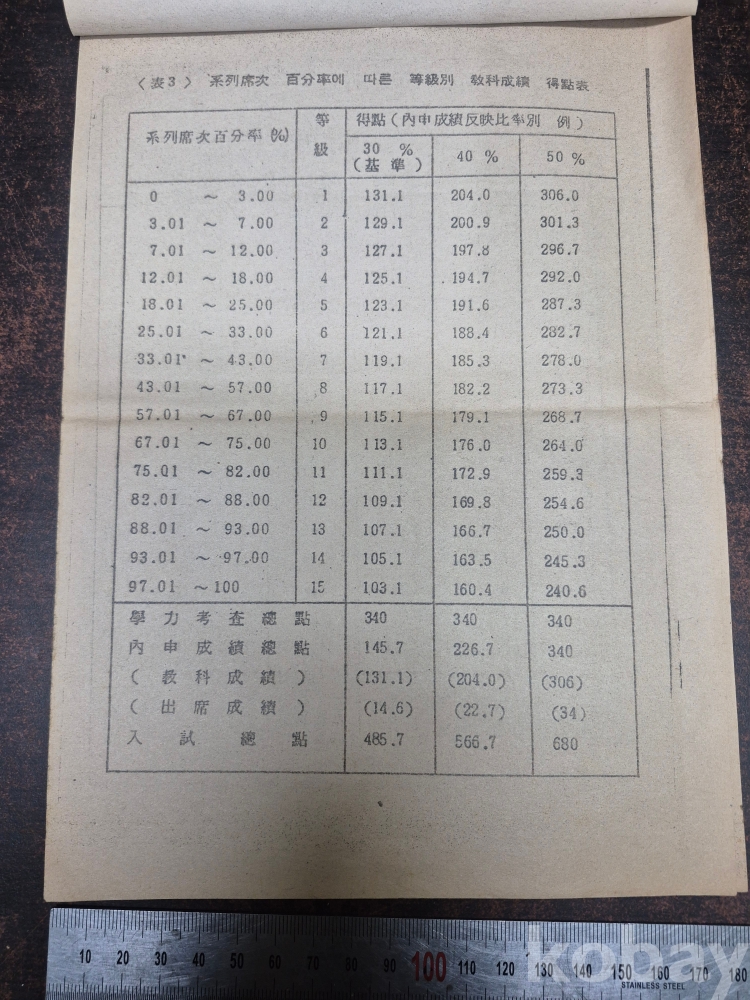 〈表3〉 系列席次 百分率에 따른 等級別 敎科成績 得點表
系列席次百分率(%) 等級 得點(內申成績反映比率別 例)
30 % (基準) 40 % 50 %
0 ~ 3.00 1 131.1 204.0 306.0
3.01 ~ 7.00 2 129.1 200.9 301.3
7.01 ~ 12.00 3 127.1 197.8 296.7
12.01 ~ 18.00 4 125.1 194.7 292.0
18.01 ~ 25.00 5 123.1 191.6 287.3
25.01 ~ 33.00 6 121.1 188.4 282.7
33.01 ~ 43.00 7 119.1 185.3 278.0
43.01 ~ 57.00 8 117.1 182.2 273.3
57.01 ~ 67.00 9 115.1 179.1 268.7
67.01 ~ 75.00 10 113.1 176.0 264.0
75.01 ~ 82.00 11 111.1 172.9 259.3
82.01 ~ 88.00 12 109.1 169.8 254.6
88.01 ~ 93.00 13 107.1 166.7 250.0
93.01 ~ 97.00 14 105.1 163.5 245.3
97.01 ~ 100 15 103.1 160.4 240.6
學力考査總點 340 340 340
內申成績總點 145.7 226.7 340
(敎科成績) (131.1) (204.0) (306)
(出席成績) (14.6) (22.7) (34)
入試總點 485.7 566.7 680
10 20 30 40 50 60 70 80 90 100 110 120 130 140 150 160 170 180
STAINLESS STEEL
kobay